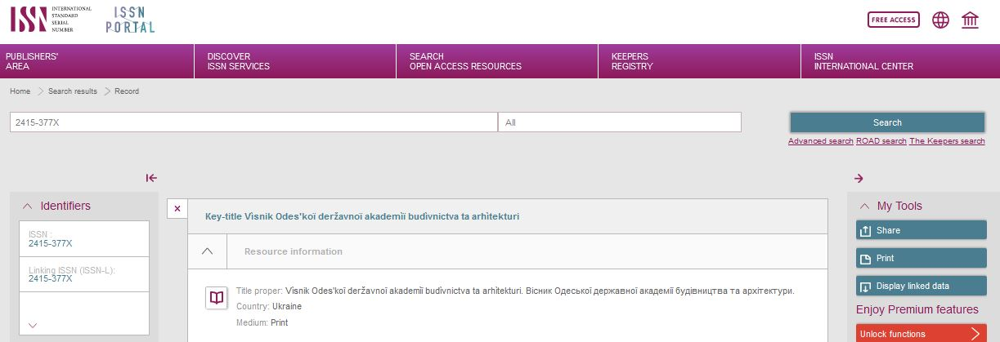 ISSN
INTERNATIONAL
STANDARD
SERIAL
NUMBER
ISSN
PORTAL
FREE ACCESS
PUBLISHERS'
AREA
DISCOVER
ISSN SERVICES
SEARCH
OPEN ACCESS RESOURCES
KEEPERS
REGISTRY
ISSN
INTERNATIONAL CENTER
Home > Search results > Record
2415-377X
All
Search
Advanced search ROAD search The Keepers search
Identifiers
ISSN :
2415-377X
Linking ISSN (ISSN-L):
2415-377X
Key-title Vìsnik Odes'koï deržavnoï akademìï budìvnictva ta arhìtekturi
Resource information
Title proper: Vìsnik Odes'koï deržavnoï akademìï budìvnictva ta arhìtekturi. Вісник Одеської державної академії будівництва та архітектури.
Country: Ukraine
Medium: Print
My Tools
Share
Print
Display linked data
Enjoy Premium features
Unlock functions